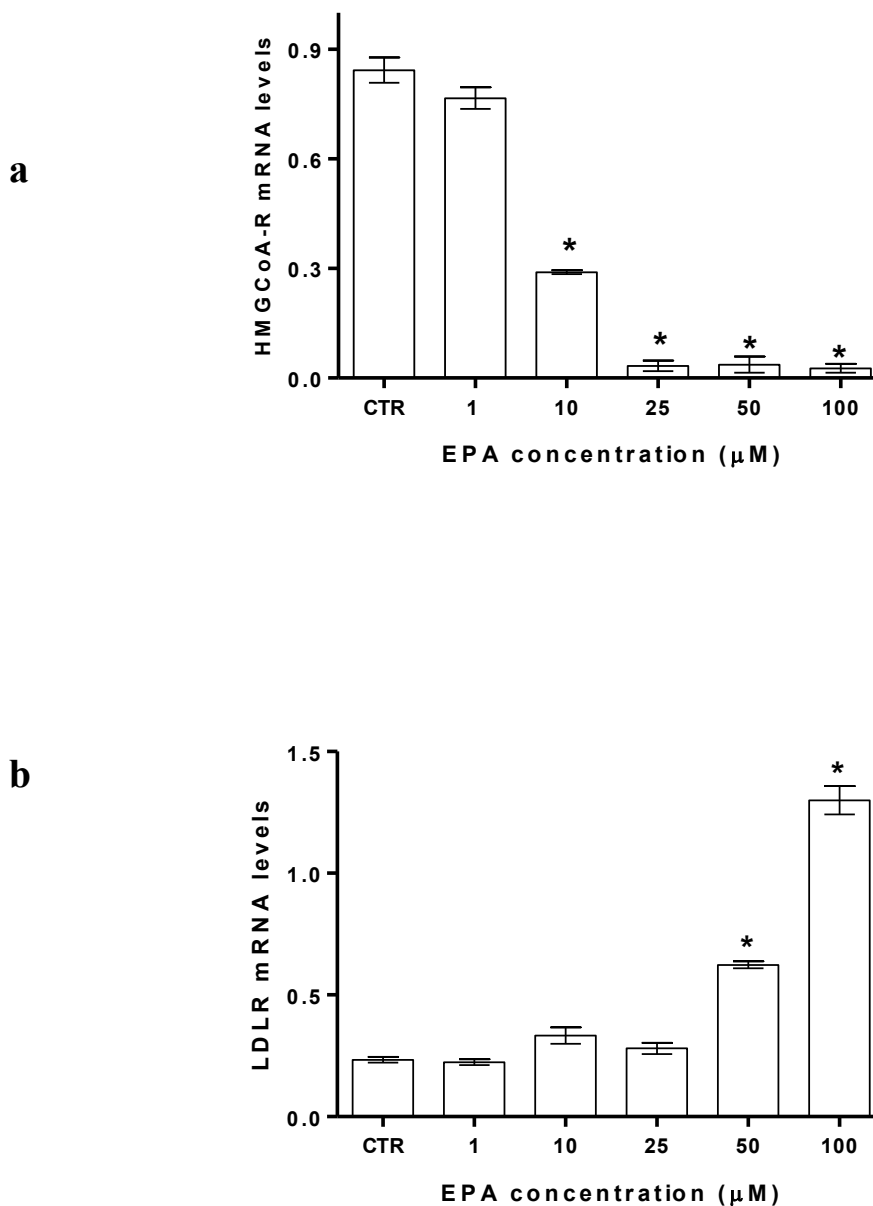 a
HMGCoA-R mRNA levels
0.9
0.6
0.3
0.0
*
*
*
*
CTR 1 10 25 50 100
EPA concentration (μM)
b
LDLR mRNA levels
1.5
1.0
0.5
0.0
*
*
CTR 1 10 25 50 100
EPA concentration (μM)